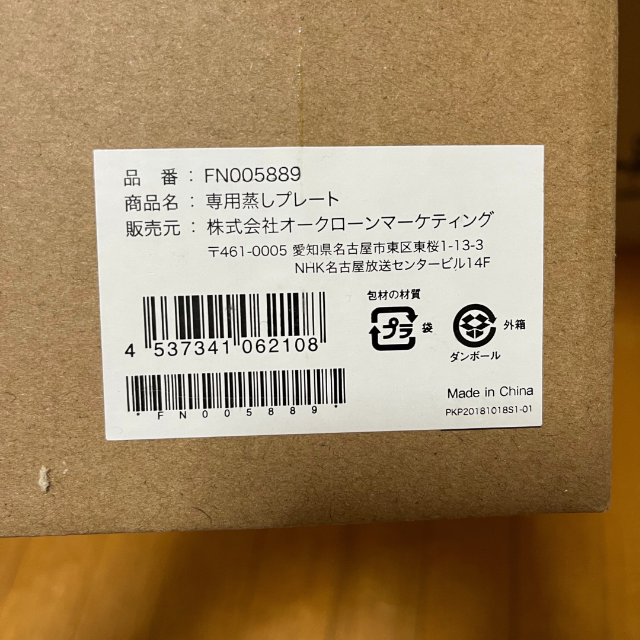 品　番 : FN005889
商品名 : 専用蒸しプレート
販売元 : 株式会社オークローンマーケティング
〒461-0005 愛知県名古屋市東区東桜1-13-3
NHK名古屋放送センタービル14F
包材の材質
プラ 袋
外箱
ダンボール
4 537341 062108
*FN005889*
Made in China
PKP20181018S1-01